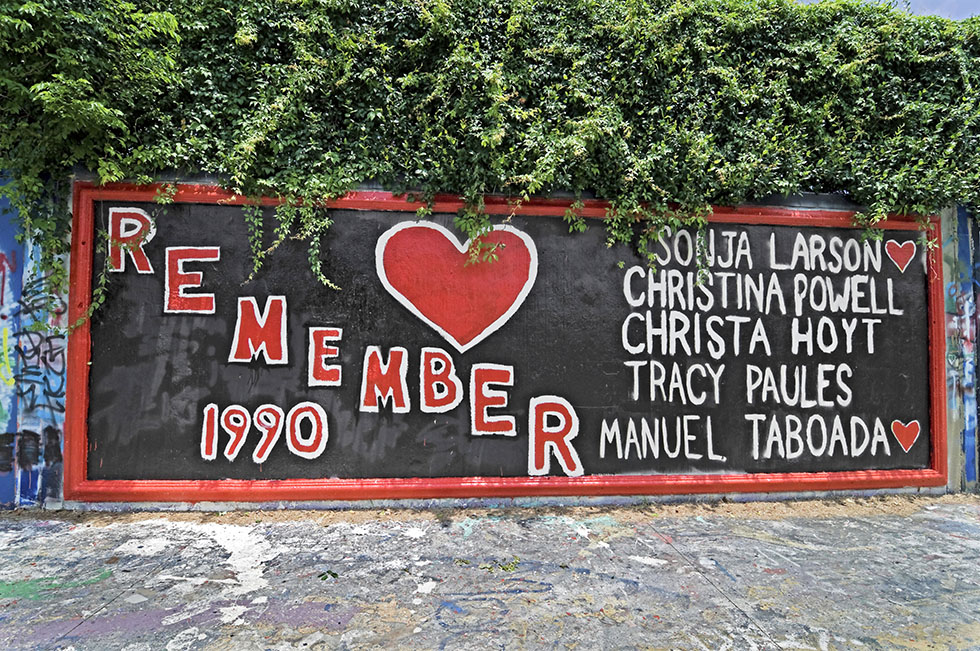 REMEMBER
1990
SONJA LARSON
CHRISTINA POWELL
CHRISTA HOYT
TRACY PAULES
MANUEL TABOADA